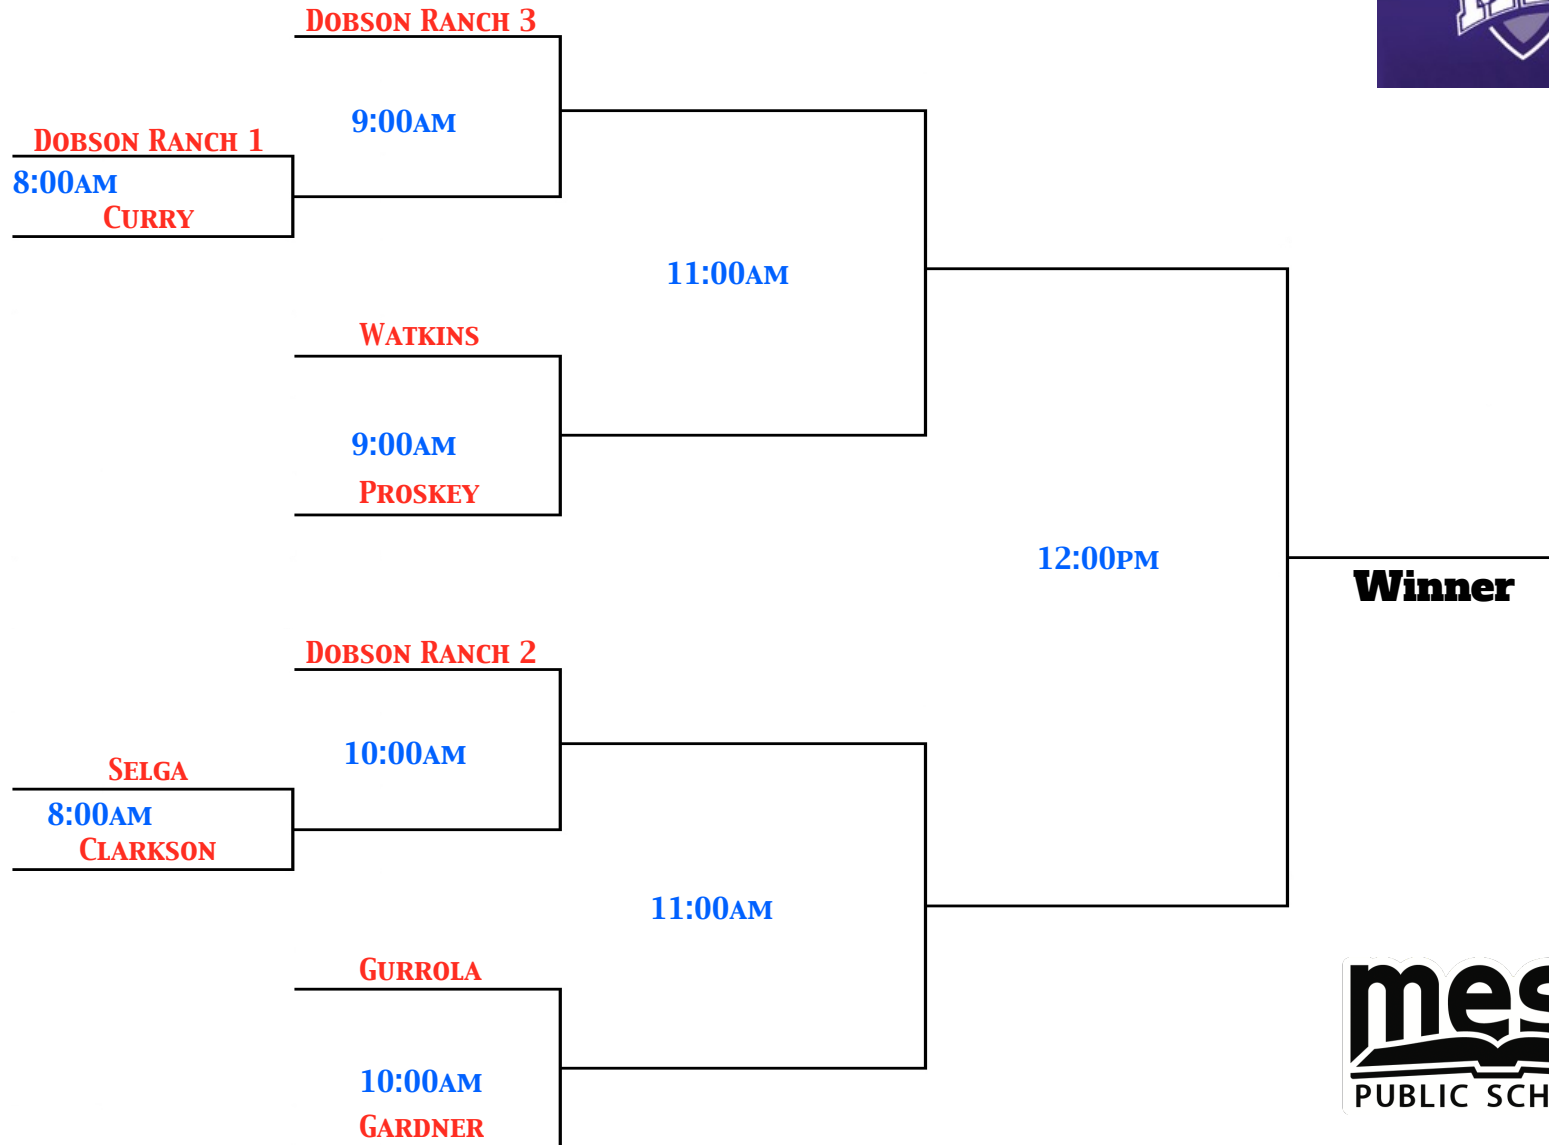 Dobson Ranch 3
9:00am
Dobson Ranch 1
8:00am
Curry
11:00am
Watkins
9:00am
Proskey
12:00pm
Winner
Dobson Ranch 2
10:00am
Selga
8:00am
Clarkson
11:00am
Gurrola
10:00am
Gardner
mes
PUBLIC SCH